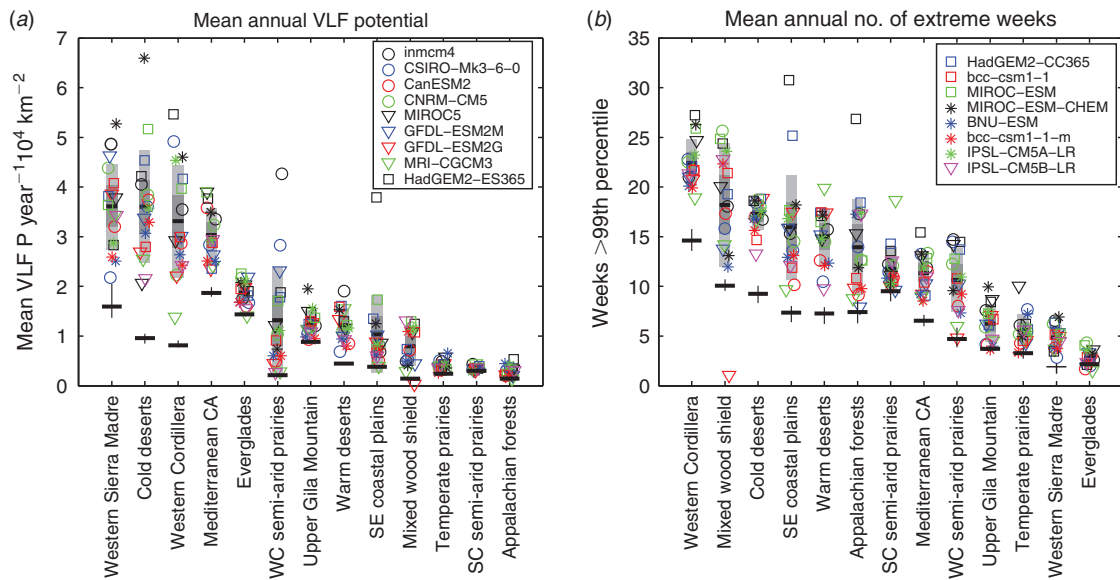 (a) Mean annual VLF potential
Mean VLF P year−1 10⁴ km−2
7
6
5
4
3
2
1
0
inmcm4
CSIRO−Mk3−6−0
CanESM2
CNRM−CM5
MIROC5
GFDL−ESM2M
GFDL−ESM2G
MRI−CGCM3
HadGEM2−ES365
Western Sierra Madre
Cold deserts
Western Cordillera
Mediterranean CA
Everglades
WC semi-arid prairies
Upper Gila Mountain
Warm deserts
SE coastal plains
Mixed wood shield
Temperate prairies
SC semi-arid prairies
Appalachian forests
(b) Mean annual no. of extreme weeks
Weeks >99th percentile
35
30
25
20
15
10
5
0
HadGEM2−CC365
bcc−csm1−1
MIROC−ESM
MIROC−ESM−CHEM
BNU−ESM
bcc−csm1−1−m
IPSL−CM5A−LR
IPSL−CM5B−LR
Western Cordillera
Mixed wood shield
Cold deserts
SE coastal plains
Warm deserts
Appalachian forests
SC semi-arid prairies
Mediterranean CA
WC semi-arid prairies
Upper Gila Mountain
Temperate prairies
Western Sierra Madre
Everglades